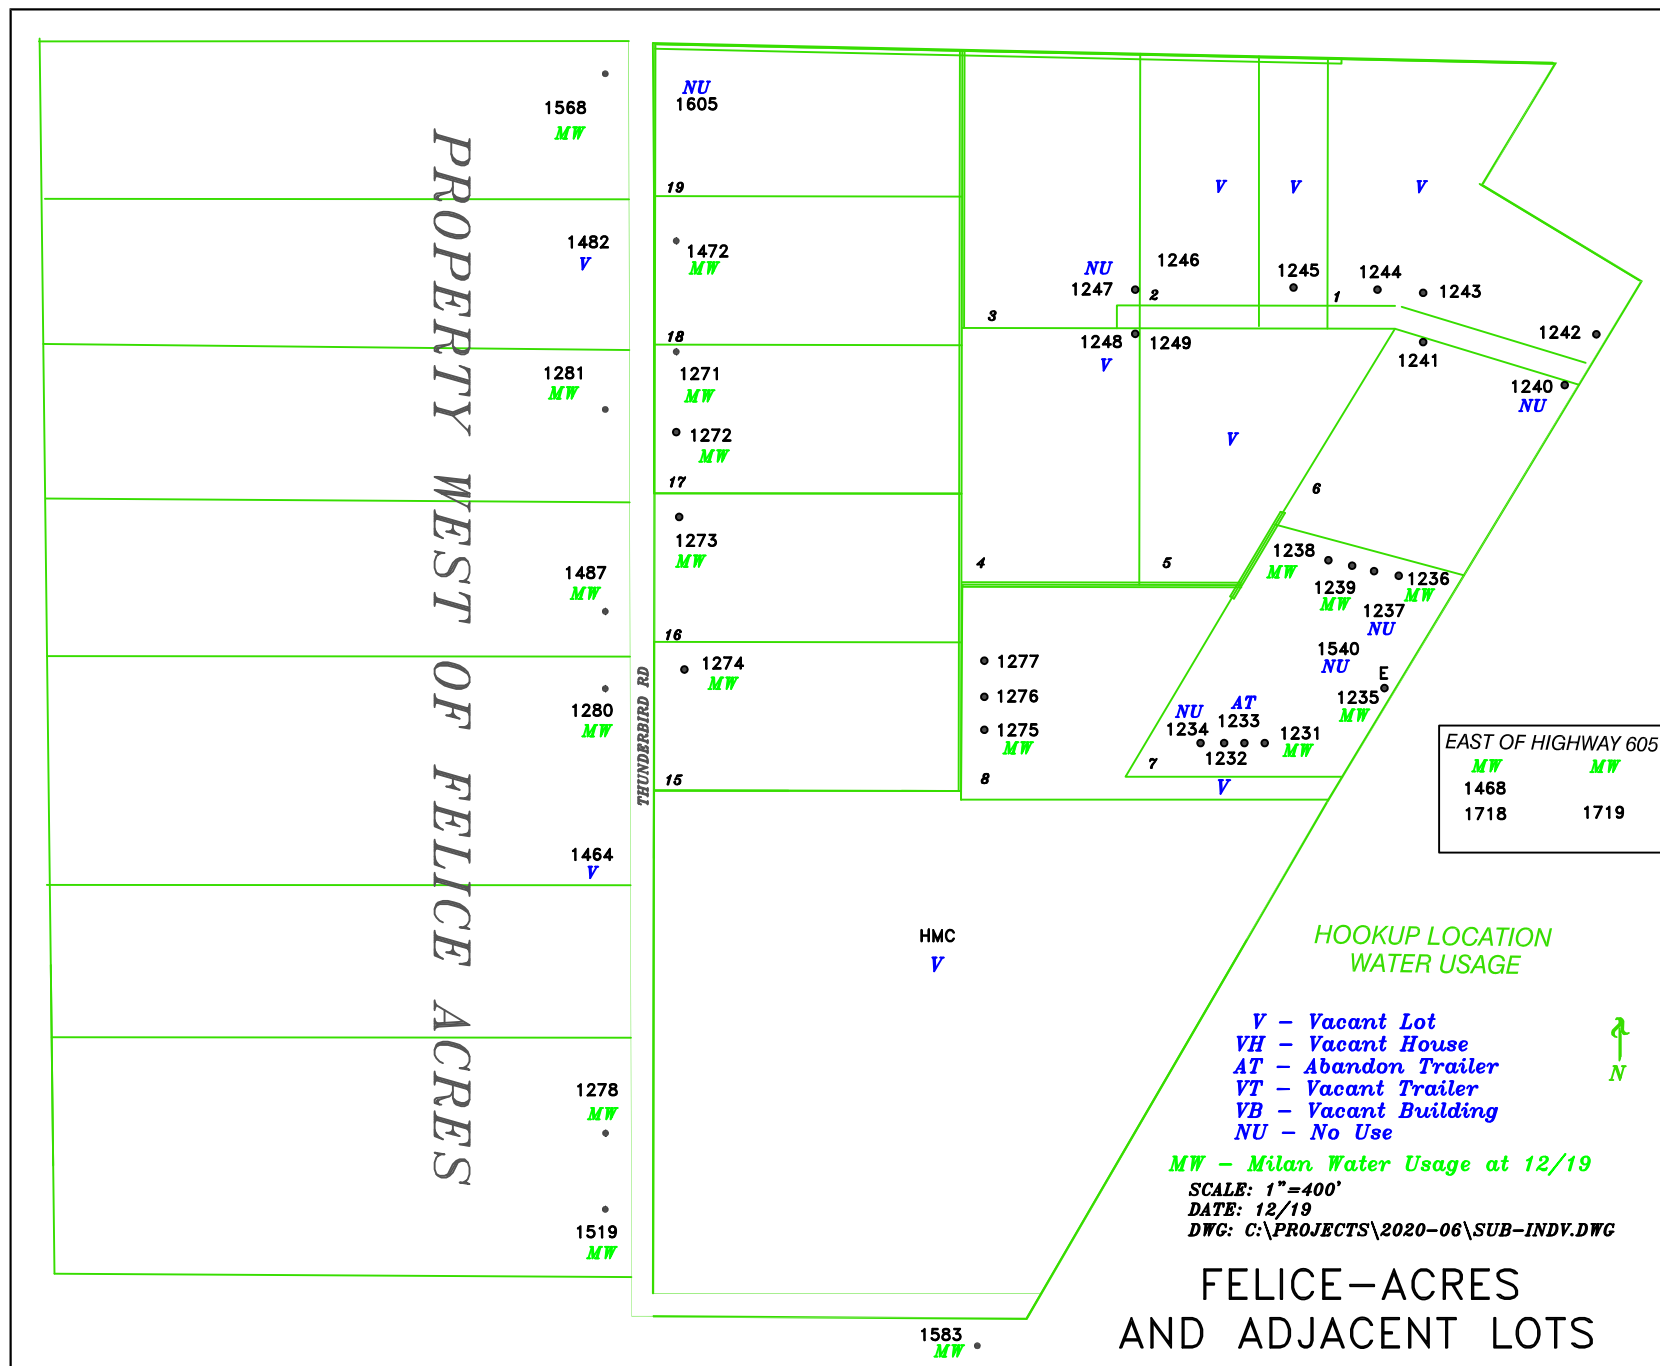 PROPERTY WEST OF FELICE ACRES
1568
MW
1482
V
1281
MW
1487
MW
1280
MW
1464
V
1278
MW
1519
MW
THUNDERBIRD RD
NU
1605
19
1472
MW
18
1271
MW
1272
MW
17
1273
MW
16
1274
MW
15
V
V
V
NU
1247
1246
2
1245
1
1244
1243
1242
3
1248
1249
V
1241
1240
NU
V
4
5
6
1238
MW
1239
MW
1236
MW
1237
NU
1540
NU
E
1235
MW
1277
1276
1275
MW
8
NU
1234
AT
1233
1232
1231
MW
7
V
EAST OF HIGHWAY 605
MW MW
1468
1718 1719
HMC
V
HOOKUP LOCATION
WATER USAGE
V - Vacant Lot
VH - Vacant House
AT - Abandon Trailer
VT - Vacant Trailer
VB - Vacant Building
NU - No Use
N
MW - Milan Water Usage at 12/19
SCALE: 1"=400'
DATE: 12/19
DWG: C:\PROJECTS\2020-06\SUB-INDV.DWG
FELICE-ACRES
AND ADJACENT LOTS
1583
MW